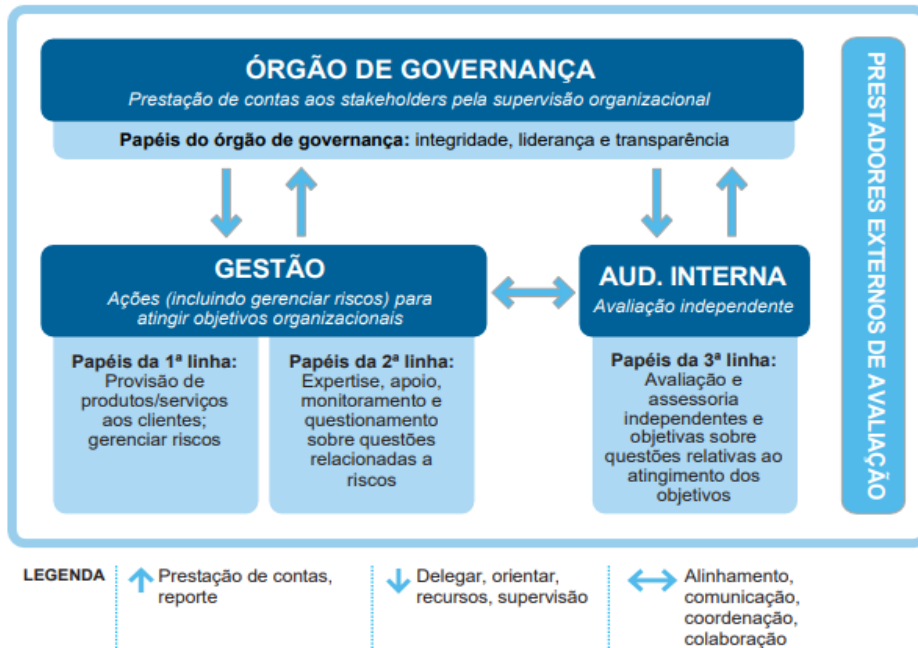 ÓRGÃO DE GOVERNANÇA
Prestação de contas aos stakeholders pela supervisão organizacional
Papéis do órgão de governança: integridade, liderança e transparência
GESTÃO
Ações (incluindo gerenciar riscos) para
atingir objetivos organizacionais
Papéis da 1ª linha:
Provisão de
produtos/serviços
aos clientes;
gerenciar riscos
Papéis da 2ª linha:
Expertise, apoio,
monitoramento e
questionamento
sobre questões
relacionadas a
riscos
AUD. INTERNA
Avaliação independente
Papéis da 3ª linha:
Avaliação e
assessoria
independentes e
objetivas sobre
questões relativas ao
atingimento dos
objetivos
PRESTADORES EXTERNOS DE AVALIAÇÃO
LEGENDA
Prestação de contas,
reporte
Delegar, orientar,
recursos, supervisão
Alinhamento,
comunicação,
coordenação,
colaboração